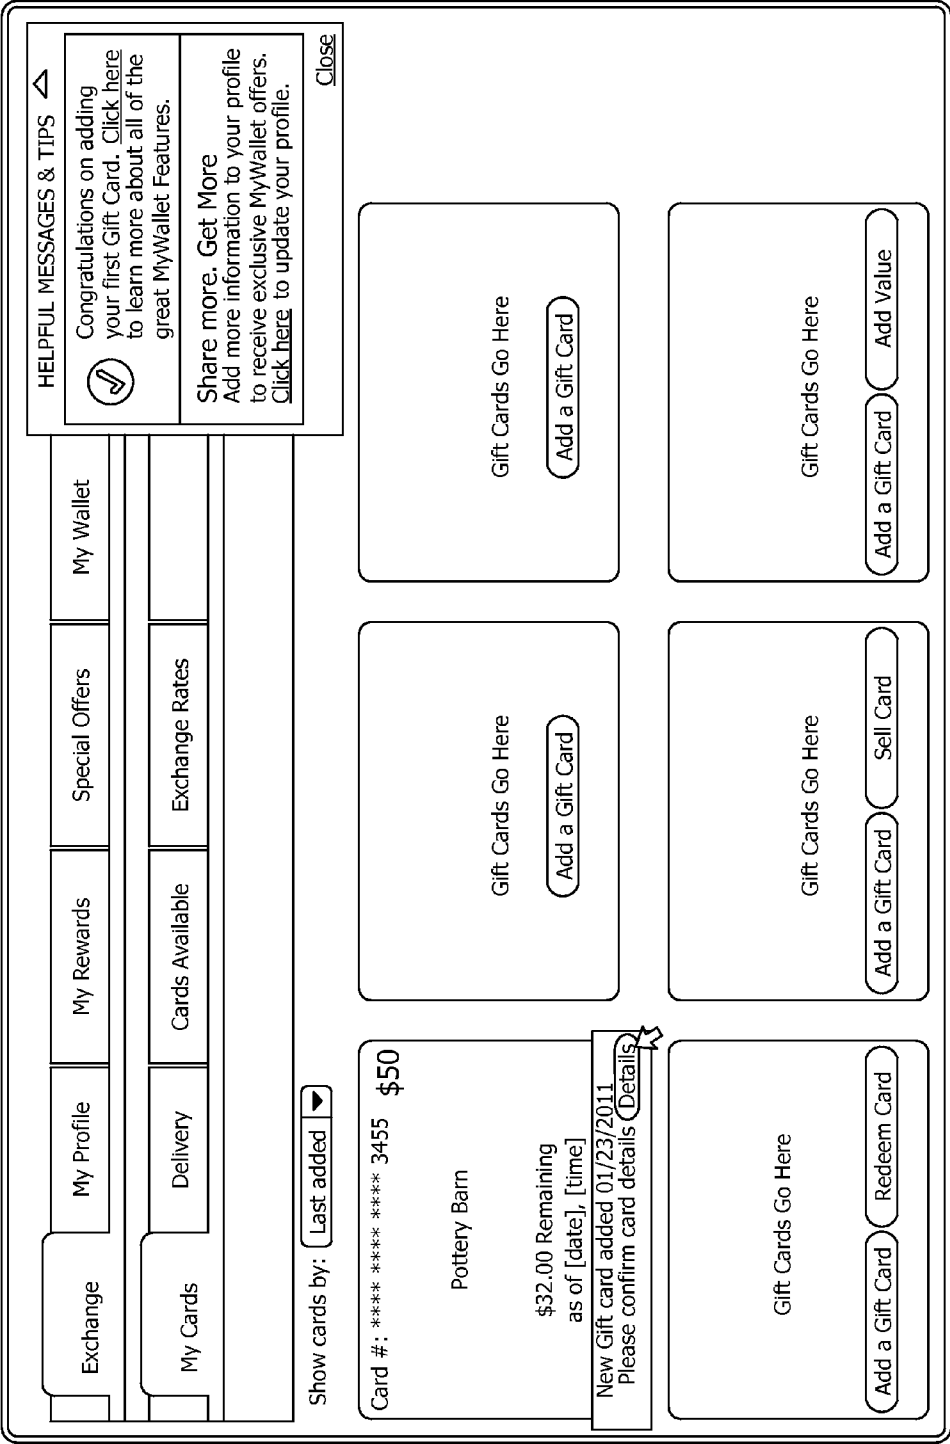 HELPFUL MESSAGES & TIPS
Congratulations on adding
your first Gift Card. Click here
to learn more about all of the
great MyWallet Features.
Share more. Get More
Add more information to your profile
to receive exclusive MyWallet offers.
Click here to update your profile.
Close
Exchange
My Profile
My Rewards
Special Offers
My Wallet
My Cards
Delivery
Cards Available
Exchange Rates
Show cards by: Last added
Card #: **** **** **** 3455 $50
Pottery Barn
$32.00 Remaining
as of [date], [time]
New Gift card added 01/23/2011
Please confirm card details Details
Gift Cards Go Here
Add a Gift Card
Gift Cards Go Here
Add a Gift Card
Gift Cards Go Here
Add a Gift Card Redeem Card
Gift Cards Go Here
Add a Gift Card Sell Card
Gift Cards Go Here
Add a Gift Card Add Value